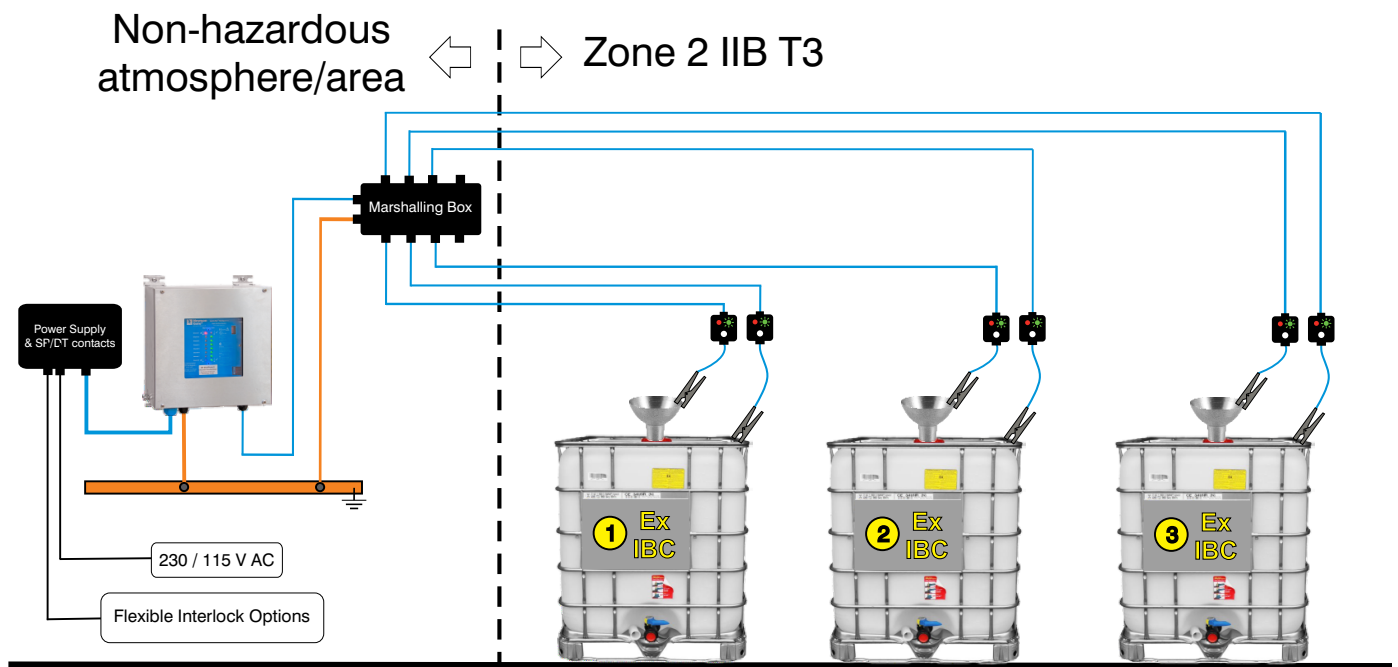 Non-hazardous
atmosphere/area
Zone 2 IIB T3
Marshalling Box
Power Supply
& SP/DT contacts
230 / 115 V AC
Flexible Interlock Options
1
Ex
IBC
2
Ex
IBC
3
Ex
IBC